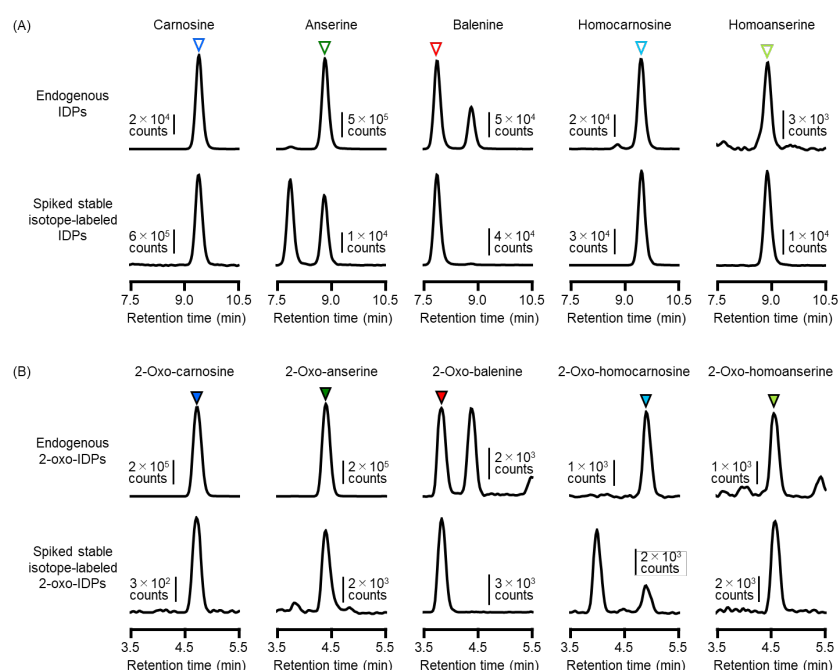 (A)
Carnosine Anserine Balenine Homocarnosine Homoanserine
Endogenous
IDPs
2 × 10⁴
counts
5 × 10⁵
counts
5 × 10⁴
counts
2 × 10⁴
counts
3 × 10³
counts
Spiked stable
isotope-labeled
IDPs
6 × 10⁵
counts
1 × 10⁴
counts
4 × 10⁴
counts
3 × 10⁴
counts
1 × 10⁴
counts
7.5 9.0 10.5 7.5 9.0 10.5 7.5 9.0 10.5 7.5 9.0 10.5 7.5 9.0 10.5
Retention time (min) Retention time (min) Retention time (min) Retention time (min) Retention time (min)
(B)
2-Oxo-carnosine 2-Oxo-anserine 2-Oxo-balenine 2-Oxo-homocarnosine 2-Oxo-homoanserine
Endogenous
2-oxo-IDPs
2 × 10⁵
counts
2 × 10⁵
counts
2 × 10³
counts
1 × 10³
counts
1 × 10³
counts
Spiked stable
isotope-labeled
2-oxo-IDPs
3 × 10²
counts
2 × 10³
counts
3 × 10³
counts
2 × 10³
counts
2 × 10³
counts
3.5 4.5 5.5 3.5 4.5 5.5 3.5 4.5 5.5 3.5 4.5 5.5 3.5 4.5 5.5
Retention time (min) Retention time (min) Retention time (min) Retention time (min) Retention time (min)